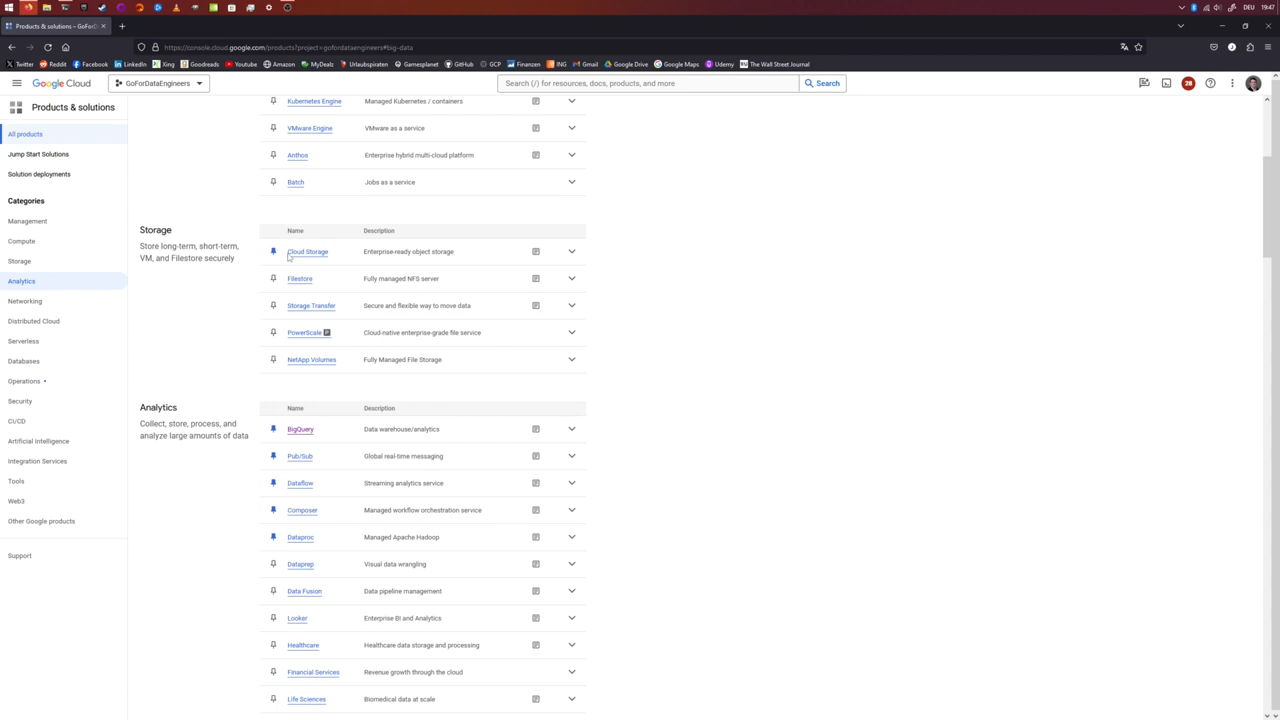 DEU 19:47
Products & solutions – GoForD
https://console.cloud.google.com/products?project=gofordataengineers#big-data
Twitter Reddit Facebook LinkedIn Xing Goodreads YouTube Amazon MyDealz Urlaubspiraten Gamesplanet GitHub GCP Finanzen ING Gmail Google Drive Google Maps Udemy The Wall Street Journal
Google Cloud GoForDataEngineers Search (/) for resources, docs, products, and more Search 28
Products & solutions
All products
Jump Start Solutions
Solution deployments
Categories
Management
Compute
Storage
Analytics
Networking
Distributed Cloud
Serverless
Databases
Operations
Security
CI/CD
Artificial Intelligence
Integration Services
Tools
Web3
Other Google products
Support
Kubernetes Engine Managed Kubernetes / containers
VMware Engine VMware as a service
Anthos Enterprise hybrid multi-cloud platform
Batch Jobs as a service
Storage
Store long-term, short-term,
VM, and Filestore securely
Name Description
Cloud Storage Enterprise-ready object storage
Filestore Fully managed NFS server
Storage Transfer Secure and flexible way to move data
PowerScale Cloud-native enterprise-grade file service
NetApp Volumes Fully Managed File Storage
Analytics
Collect, store, process, and
analyze large amounts of data
Name Description
BigQuery Data warehouse/analytics
Pub/Sub Global real-time messaging
Dataflow Streaming analytics service
Composer Managed workflow orchestration service
Dataproc Managed Apache Hadoop
Dataprep Visual data wrangling
Data Fusion Data pipeline management
Looker Enterprise BI and Analytics
Healthcare Healthcare data storage and processing
Financial Services Revenue growth through the cloud
Life Sciences Biomedical data at scale